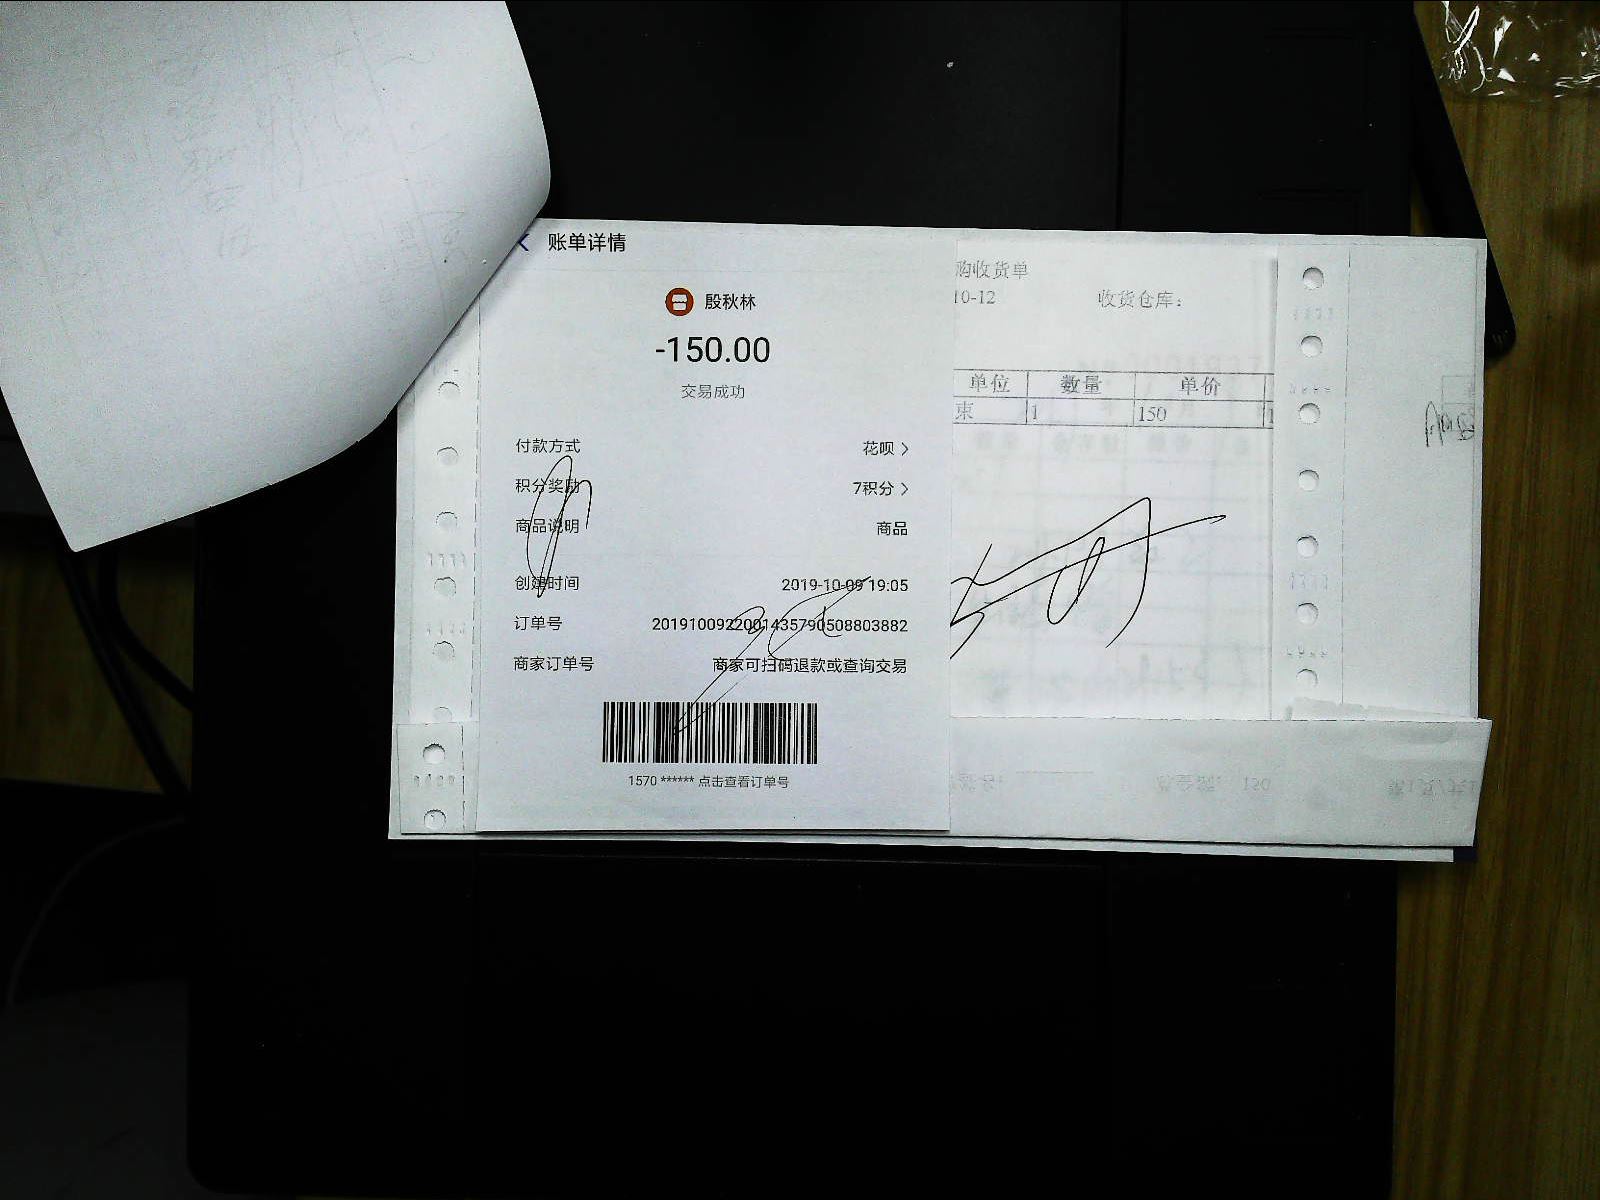 账单详情
殷秋林
-150.00
交易成功
付款方式 花呗
积分奖励 7积分
商品说明 商品
创建时间 2019-10-09 19:05
订单号 2019100922001435790508803882
商家订单号 商家可扫码退款或查询交易
1570 ****** 点击查看订单号
购收货单
10-12 收货仓库：
单位 数量 单价
束 1 150